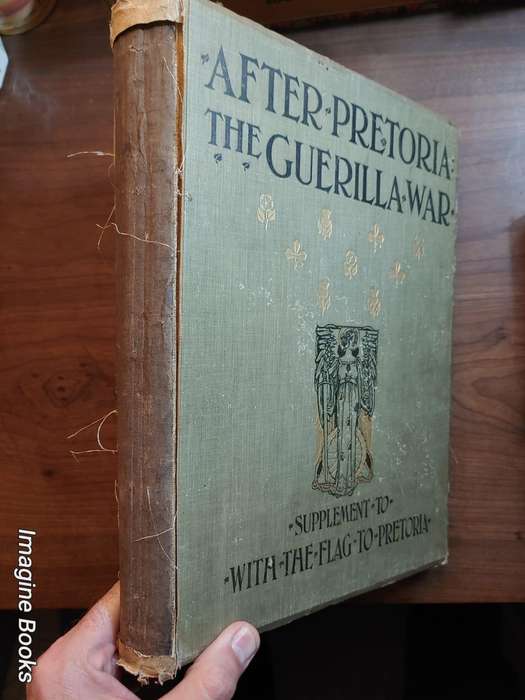 AFTER·PRETORIA:
THE GUERILLA·WAR·
·SUPPLEMENT·TO·
·WITH·THE·FLAG·TO·PRETORIA·
Imagine Books